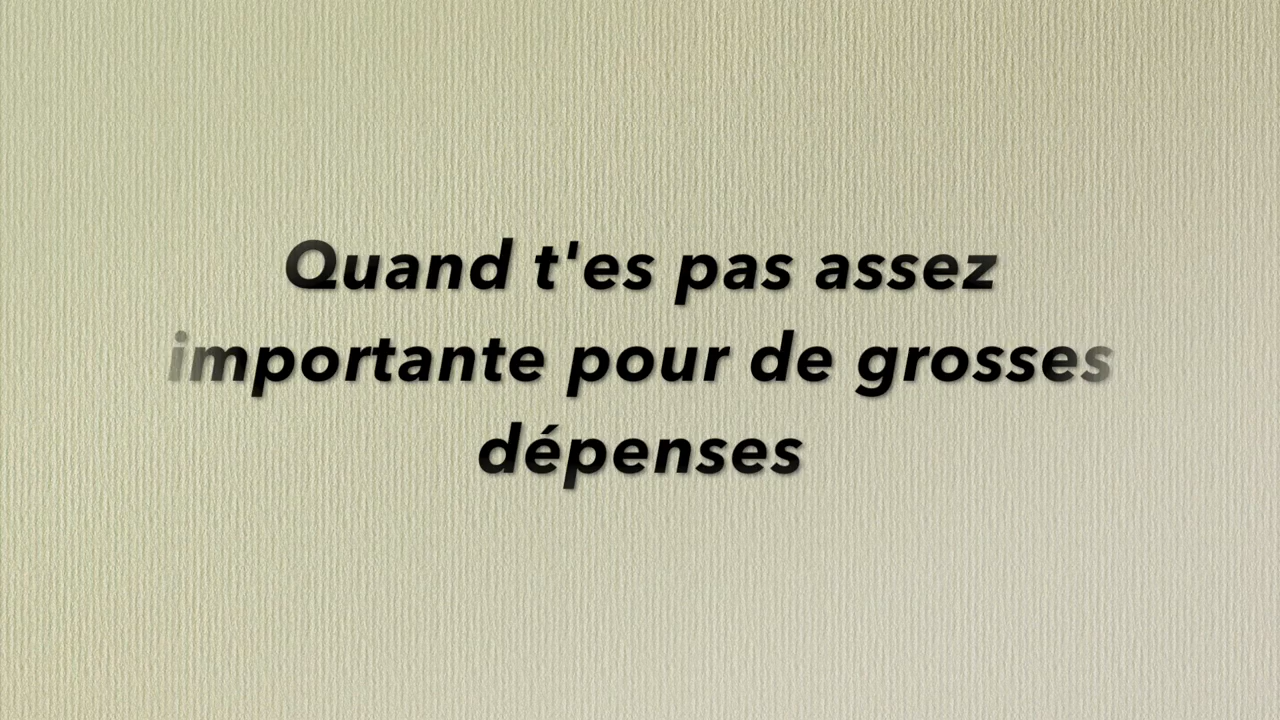 Quand t'es pas assez
importante pour de grosses
dépenses